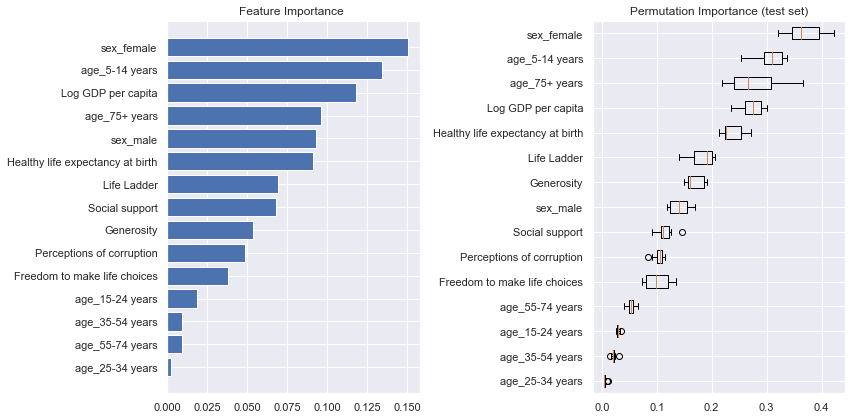 Feature Importance
sex_female
age_5-14 years
Log GDP per capita
age_75+ years
sex_male
Healthy life expectancy at birth
Life Ladder
Social support
Generosity
Perceptions of corruption
Freedom to make life choices
age_15-24 years
age_35-54 years
age_55-74 years
age_25-34 years
0.000 0.025 0.050 0.075 0.100 0.125 0.150
Permutation Importance (test set)
sex_female
age_5-14 years
age_75+ years
Log GDP per capita
Healthy life expectancy at birth
Life Ladder
Generosity
sex_male
Social support
Perceptions of corruption
Freedom to make life choices
age_55-74 years
age_15-24 years
age_35-54 years
age_25-34 years
0.0 0.1 0.2 0.3 0.4